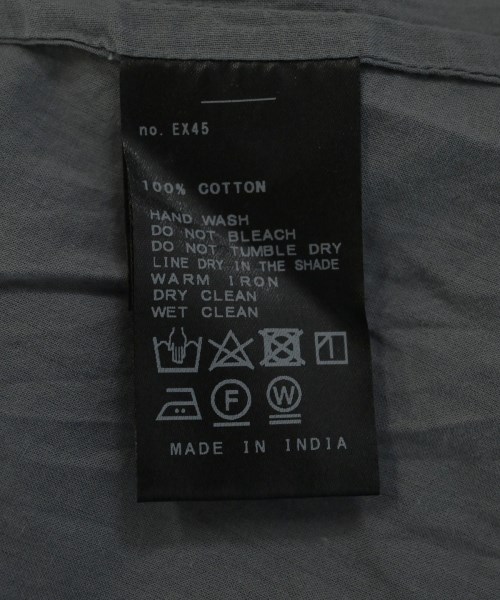 no. EX45
100% COTTON
HAND WASH
DO NOT BLEACH
DO NOT TUMBLE DRY
LINE DRY IN THE SHADE
WARM IRON
DRY CLEAN
WET CLEAN
F W
MADE IN INDIA